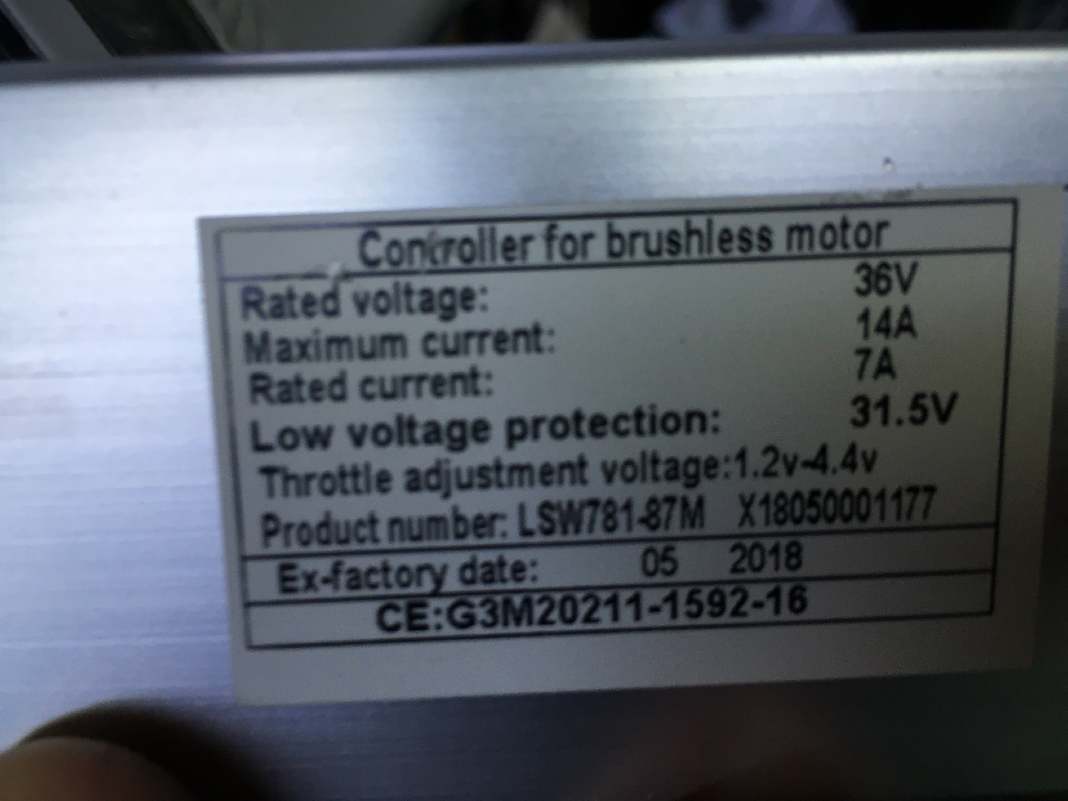 Controller for brushless motor
Rated voltage: 36V
Maximum current: 14A
Rated current: 7A
Low voltage protection: 31.5V
Throttle adjustment voltage:1.2v-4.4v
Product number: LSW781-87M X18050001177
Ex-factory date: 05 2018
CE:G3M20211-1592-16